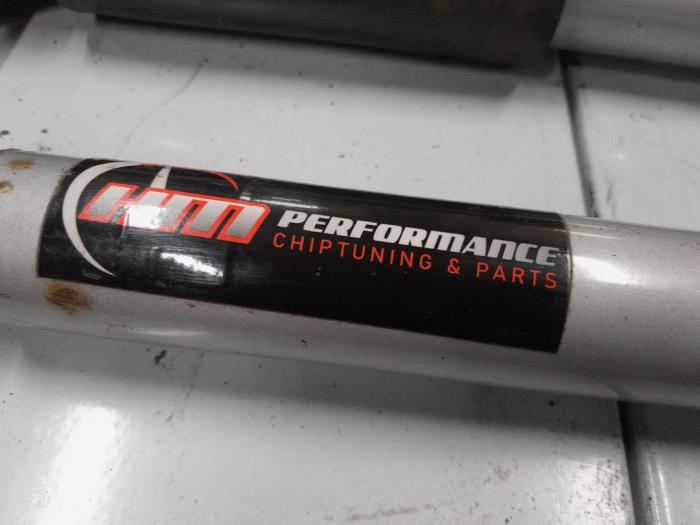 HM PERFORMANCE
CHIPTUNING & PARTS